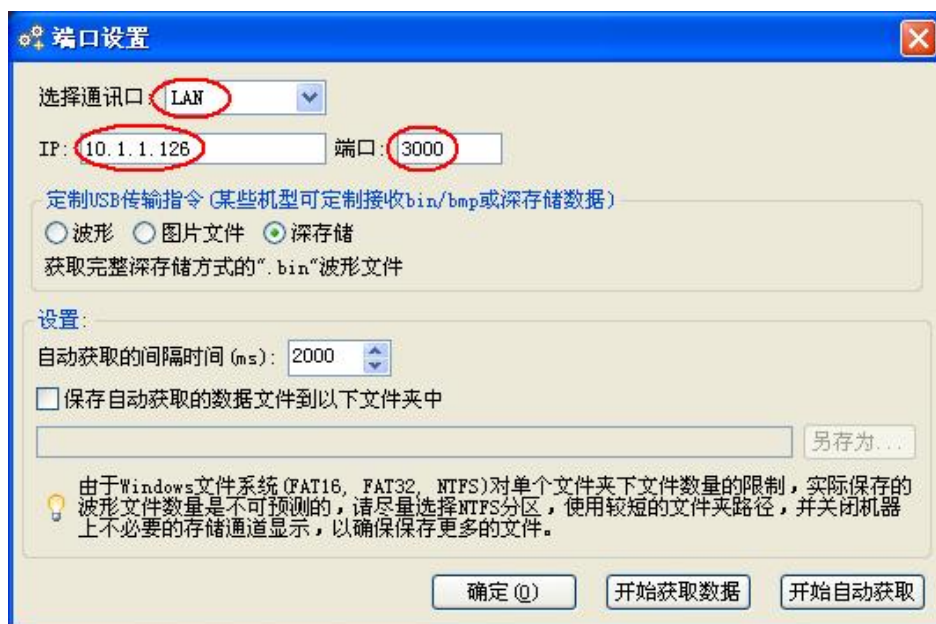 端口设置
选择通讯口: LAN
IP: 10.1.1.126 端口: 3000
定制USB传输指令(某些机型可定制接收bin/bmp或深存储数据)
波形 图片文件 深存储
获取完整深存储方式的".bin"波形文件
设置:
自动获取的间隔时间(ms): 2000
保存自动获取的数据文件到以下文件夹中
另存为...
由于Windows文件系统(FAT16, FAT32, NTFS)对单个文件夹下文件数量的限制，实际保存的
波形文件数量是不可预测的，请尽量选择NTFS分区，使用较短的文件夹路径，并关闭机器
上不必要的存储通道显示，以确保保存更多的文件。
确定(O) 开始获取数据 开始自动获取